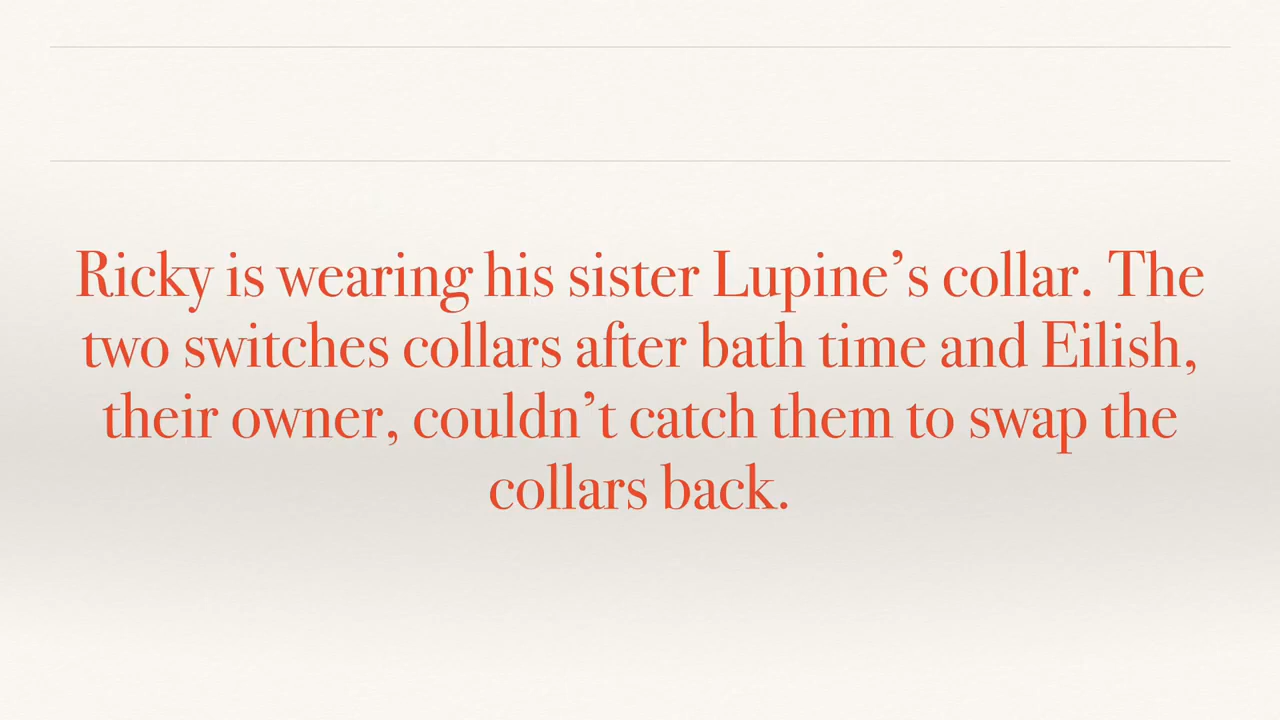 Ricky is wearing his sister Lupine’s collar. The
two switches collars after bath time and Eilish,
their owner, couldn’t catch them to swap the
collars back.